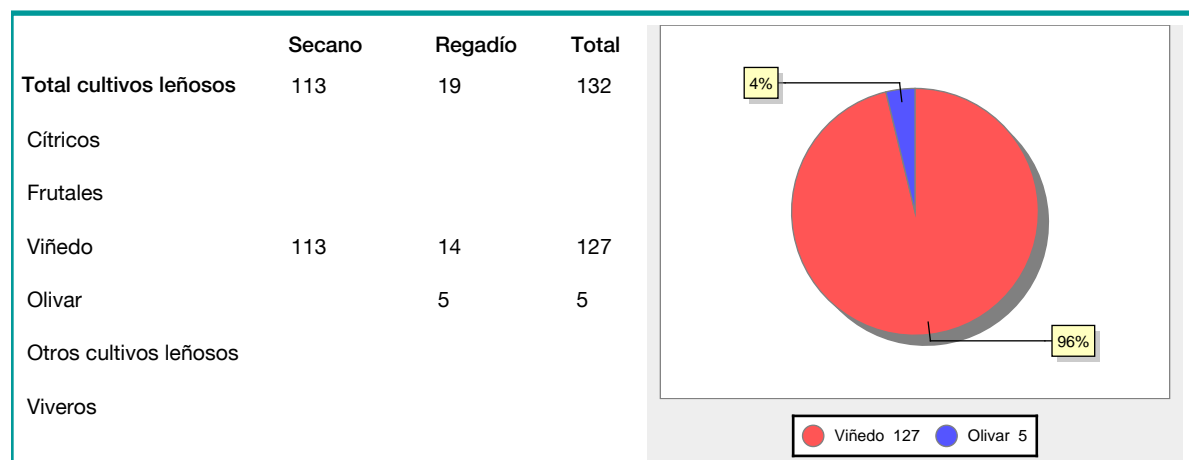 Secano Regadío Total
Total cultivos leñosos 113 19 132
Cítricos
Frutales
Viñedo 113 14 127
Olivar 5 5
Otros cultivos leñosos
Viveros
4%
96%
Viñedo 127 Olivar 5